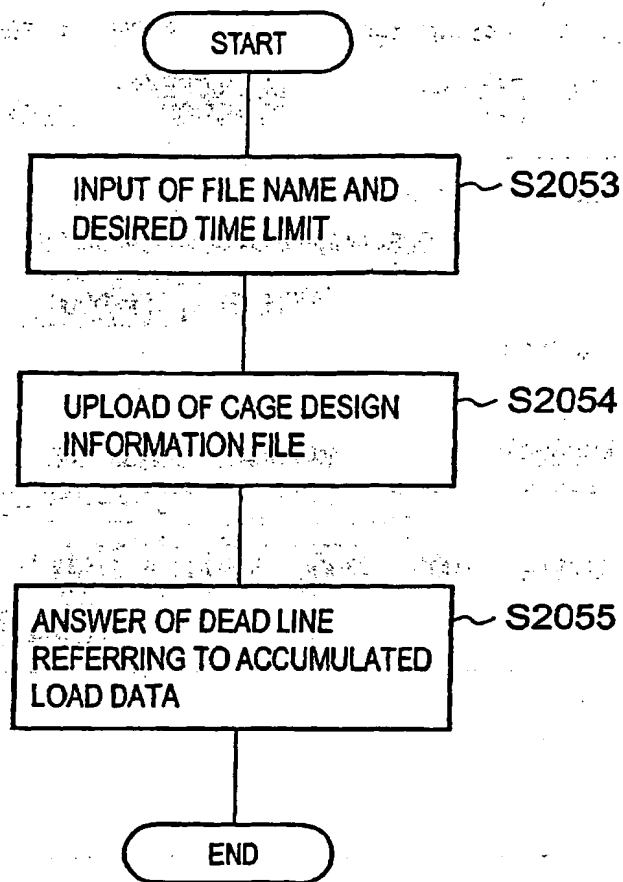 START
INPUT OF FILE NAME AND
DESIRED TIME LIMIT
S2053
UPLOAD OF CAGE DESIGN
INFORMATION FILE
S2054
ANSWER OF DEAD LINE
REFERRING TO ACCUMULATED
LOAD DATA
S2055
END